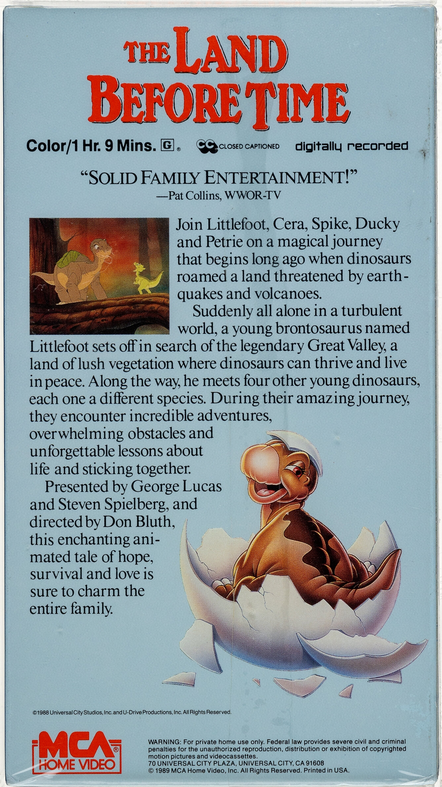 THE LAND
BEFORE TIME
Color/1 Hr. 9 Mins. G ® CC CLOSED CAPTIONED digitally recorded
“SOLID FAMILY ENTERTAINMENT!”
—Pat Collins, WWOR-TV
Join Littlefoot, Cera, Spike, Ducky
and Petrie on a magical journey
that begins long ago when dinosaurs
roamed a land threatened by earth-
quakes and volcanoes.
Suddenly all alone in a turbulent
world, a young brontosaurus named
Littlefoot sets off in search of the legendary Great Valley, a
land of lush vegetation where dinosaurs can thrive and live
in peace. Along the way, he meets four other young dinosaurs,
each one a different species. During their amazing journey,
they encounter incredible adventures,
overwhelming obstacles and
unforgettable lessons about
life and sticking together.
Presented by George Lucas
and Steven Spielberg, and
directed by Don Bluth,
this enchanting ani-
mated tale of hope,
survival and love is
sure to charm the
entire family.
©1988 Universal City Studios, Inc. and U-Drive Productions, Inc. All Rights Reserved.
MCA
HOME VIDEO
WARNING: For private home use only. Federal law provides severe civil and criminal
penalties for the unauthorized reproduction, distribution or exhibition of copyrighted
motion pictures and videocassettes.
70 UNIVERSAL CITY PLAZA, UNIVERSAL CITY, CA 91608
© 1989 MCA Home Video, Inc. All Rights Reserved. Printed in USA.